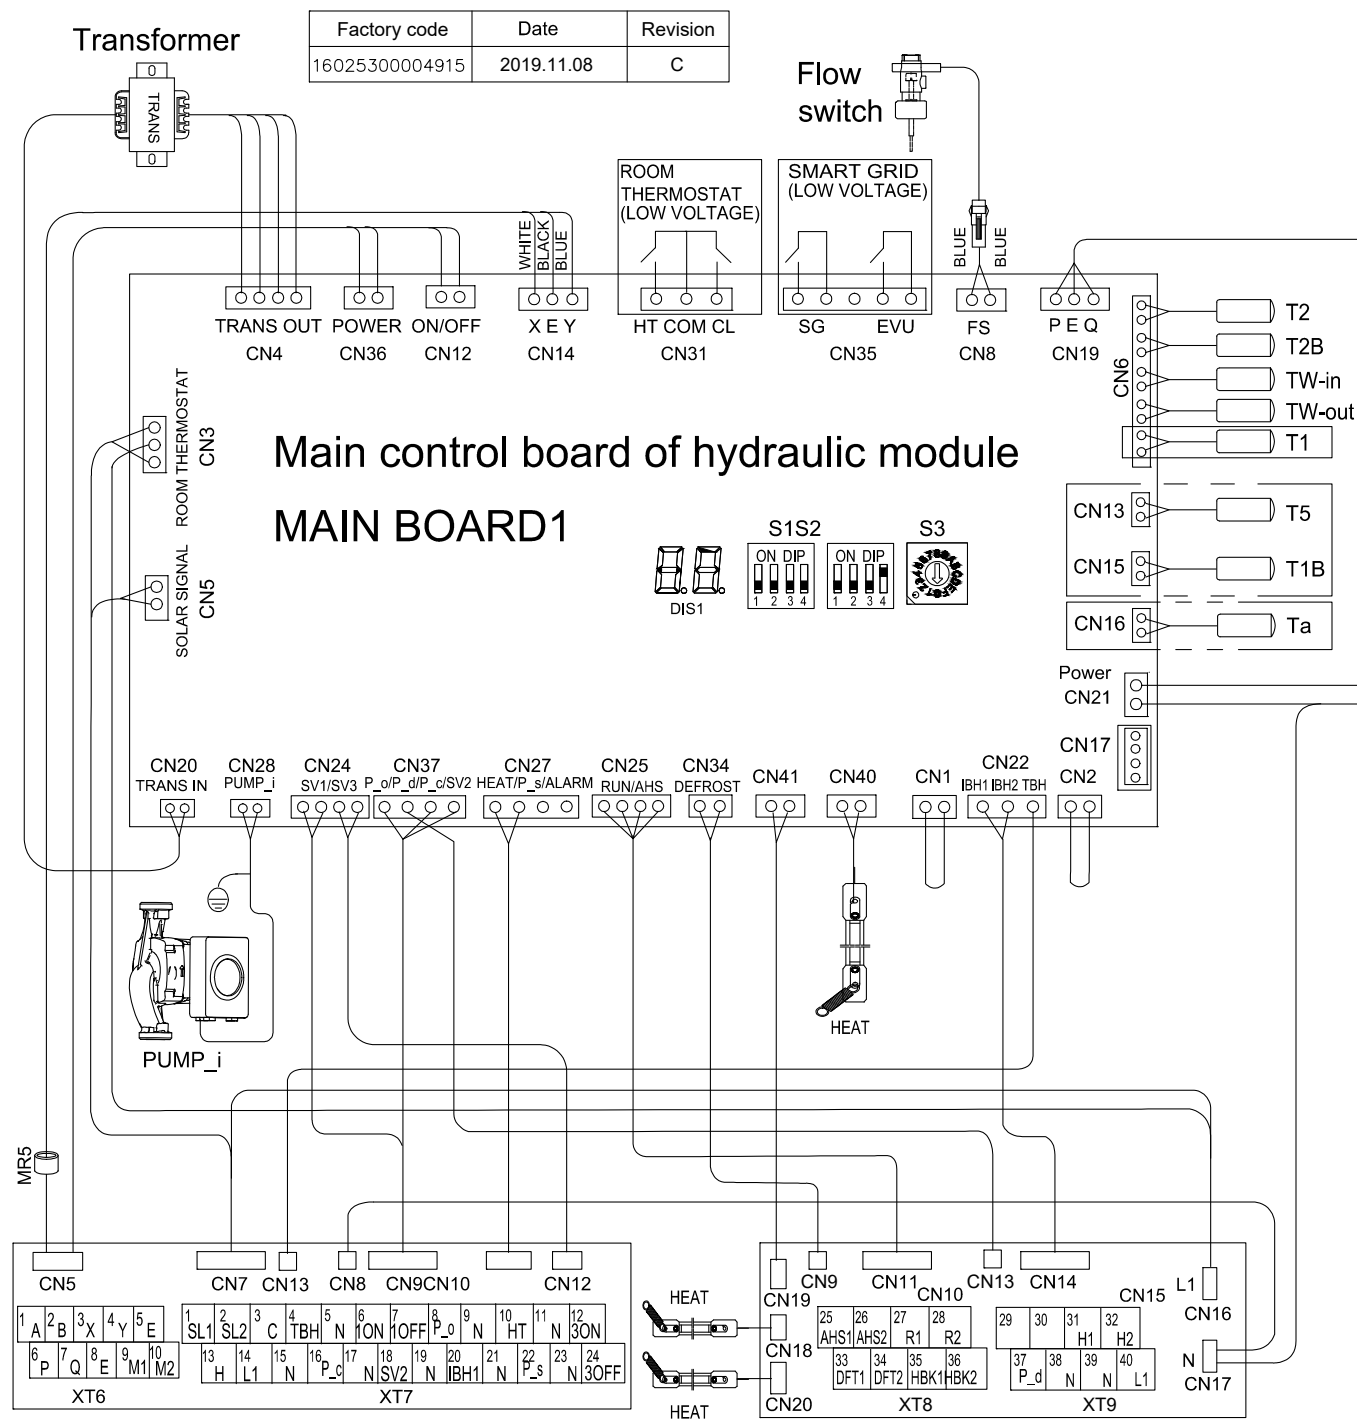 Transformer
Factory code Date Revision
16025300004915 2019.11.08 C
0
TRANS
0
Flow
switch
ROOM
THERMOSTAT
(LOW VOLTAGE)
SMART GRID
(LOW VOLTAGE)
WHITE
BLACK
BLUE
BLUE
BLUE
TRANS OUT POWER ON/OFF X E Y HT COM CL SG EVU FS P E Q
CN4 CN36 CN12 CN14 CN31 CN35 CN8 CN19
CN6
T2
T2B
TW-in
TW-out
T1
ROOM THERMOSTAT
CN3
SOLAR SIGNAL
CN5
Main control board of hydraulic module
MAIN BOARD1
DIS1
S1S2 S3
ON DIP ON DIP
1 2 3 4 1 2 3 4
CN13 T5
CN15 T1B
CN16 Ta
Power
CN21
CN17
CN20 CN28 CN24 CN37 CN27 CN25 CN34 CN41 CN40 CN1 CN22 CN2
TRANS IN PUMP_i SV1/SV3 P_o/P_d/P_c/SV2 HEAT/P_s/ALARM RUN/AHS DEFROST IBH1 IBH2 TBH
PUMP_i
HEAT
MR5
CN5 CN7 CN13 CN8 CN9CN10 CN12
1 A 2 B 3 X 4 Y 5 E
6 P 7 Q 8 E 9 M1 10 M2
XT6
1 SL1 2 SL2 3 C 4 TBH 5 N 6 1ON 7 1OFF 8 P_o 9 N 10 HT 11 N 12 3ON
13 H 14 L1 15 N 16 P_c 17 N 18 SV2 19 N 20 IBH1 21 N 22 P_s 23 N 24 3OFF
XT7
HEAT
HEAT
CN19
CN18
CN20
CN9 CN11 CN10 CN13 CN14 CN15
L1
CN16
N
CN17
25 AHS1 26 AHS2 27 R1 28 R2
33 DFT1 34 DFT2 35 HBK1 36 HBK2
XT8
29 30 31 H1 32 H2
37 P_d 38 N 39 N 40 L1
XT9